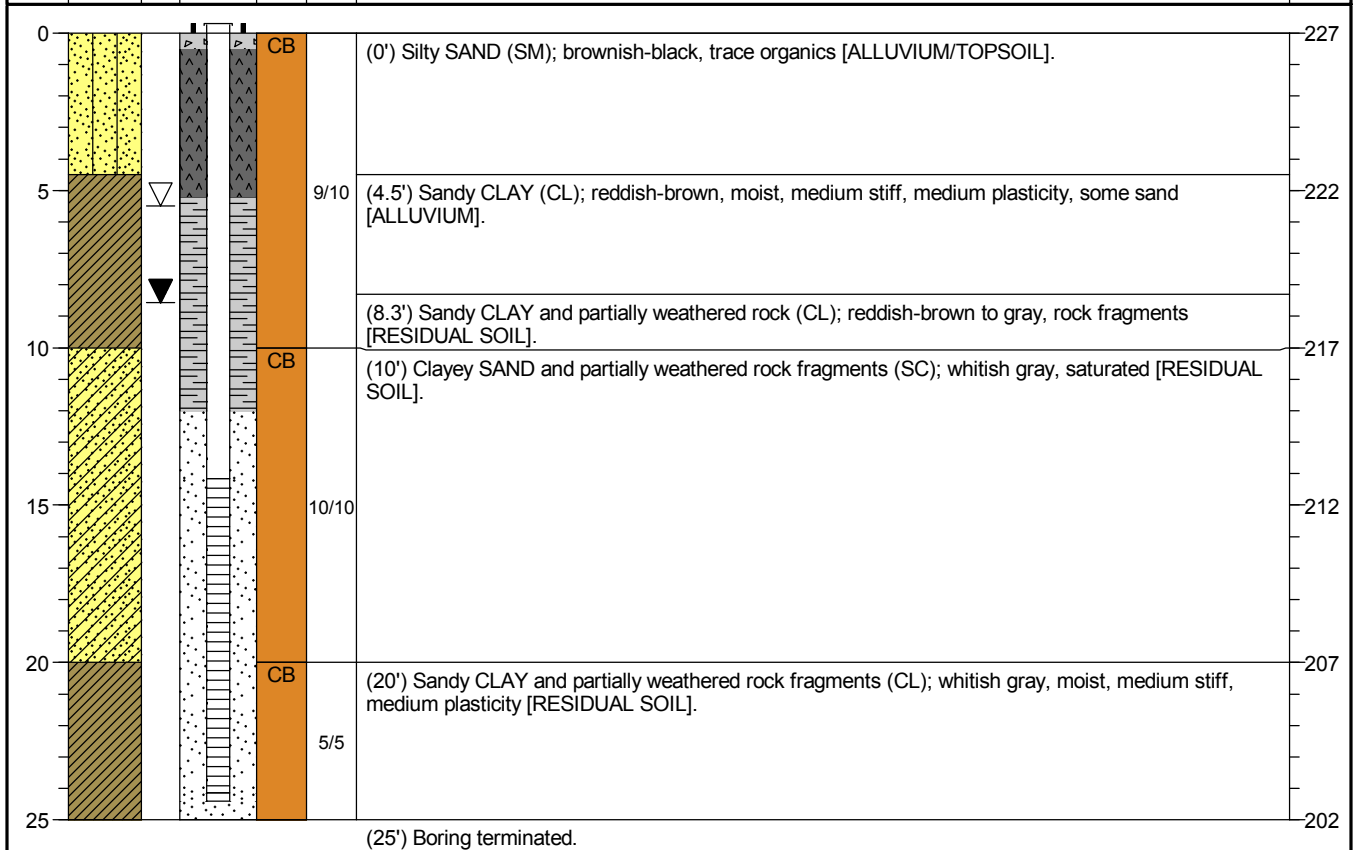 0
CB
(0') Silty SAND (SM); brownish-black, trace organics [ALLUVIUM/TOPSOIL].
227
5
9/10
(4.5') Sandy CLAY (CL); reddish-brown, moist, medium stiff, medium plasticity, some sand
[ALLUVIUM].
222
(8.3') Sandy CLAY and partially weathered rock (CL); reddish-brown to gray, rock fragments
[RESIDUAL SOIL].
10
CB
217
(10') Clayey SAND and partially weathered rock fragments (SC); whitish gray, saturated [RESIDUAL
SOIL].
15
10/10
212
20
CB
207
(20') Sandy CLAY and partially weathered rock fragments (CL); whitish gray, moist, medium stiff,
medium plasticity [RESIDUAL SOIL].
5/5
25
202
(25') Boring terminated.